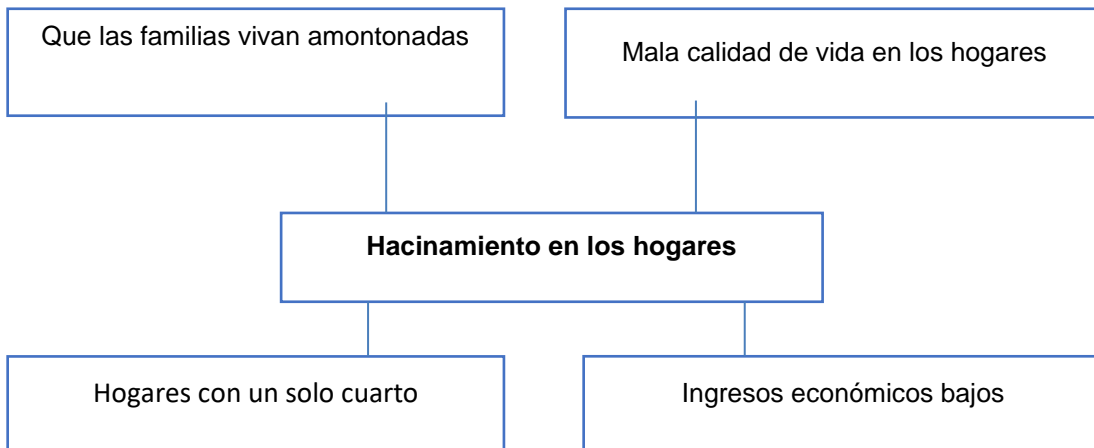 Que las familias vivan amontonadas
Mala calidad de vida en los hogares
Hacinamiento en los hogares
Hogares con un solo cuarto
Ingresos económicos bajos